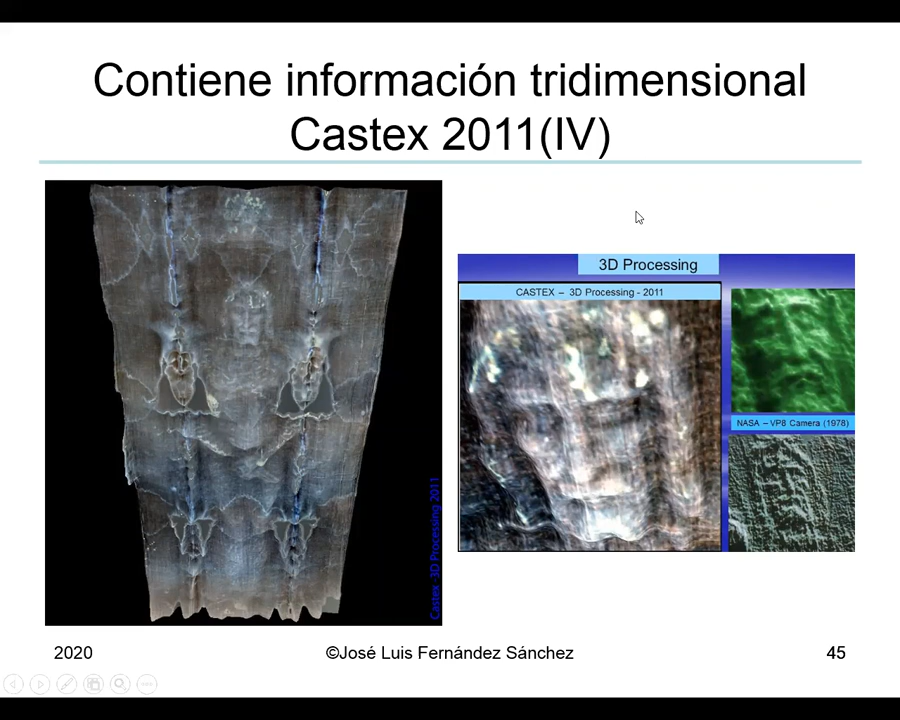 Contiene información tridimensional
Castex 2011(IV)
Castex 3D Processing 2011
3D Processing
CASTEX – 3D Processing - 2011
NASA – VP8 Camera (1978)
2020
©José Luis Fernández Sánchez
45